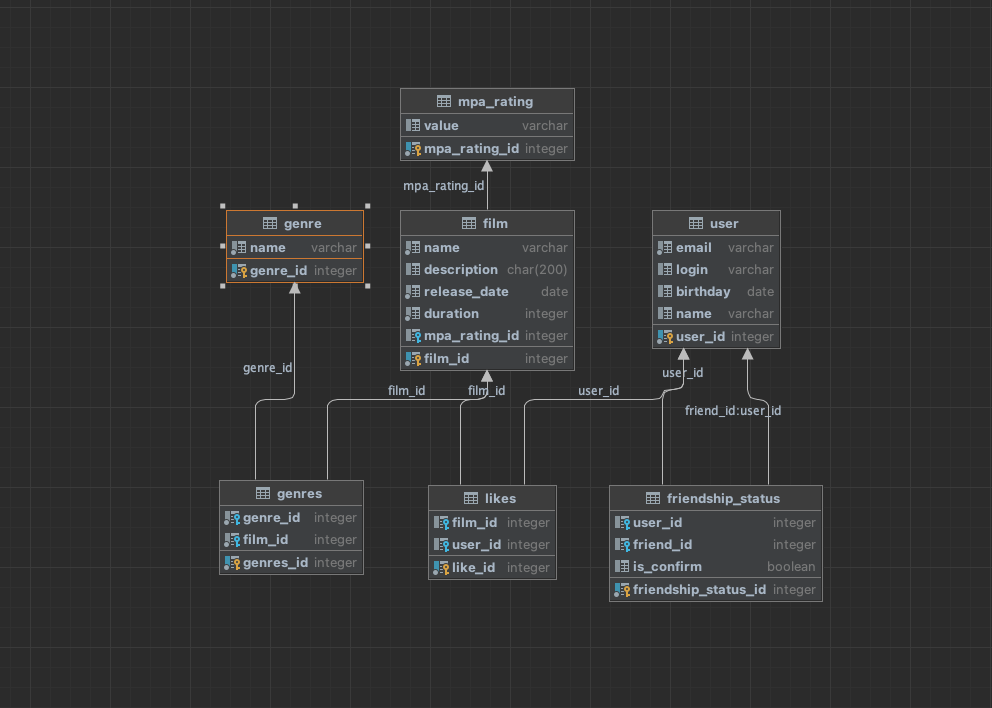 mpa_rating
value varchar
mpa_rating_id integer
mpa_rating_id
genre
name varchar
genre_id integer
film
name varchar
description char(200)
release_date date
duration integer
mpa_rating_id integer
film_id integer
user
email varchar
login varchar
birthday date
name varchar
user_id integer
genre_id
film_id
film_id
user_id
user_id
friend_id:user_id
genres
genre_id integer
film_id integer
genres_id integer
likes
film_id integer
user_id integer
like_id integer
friendship_status
user_id integer
friend_id integer
is_confirm boolean
friendship_status_id integer